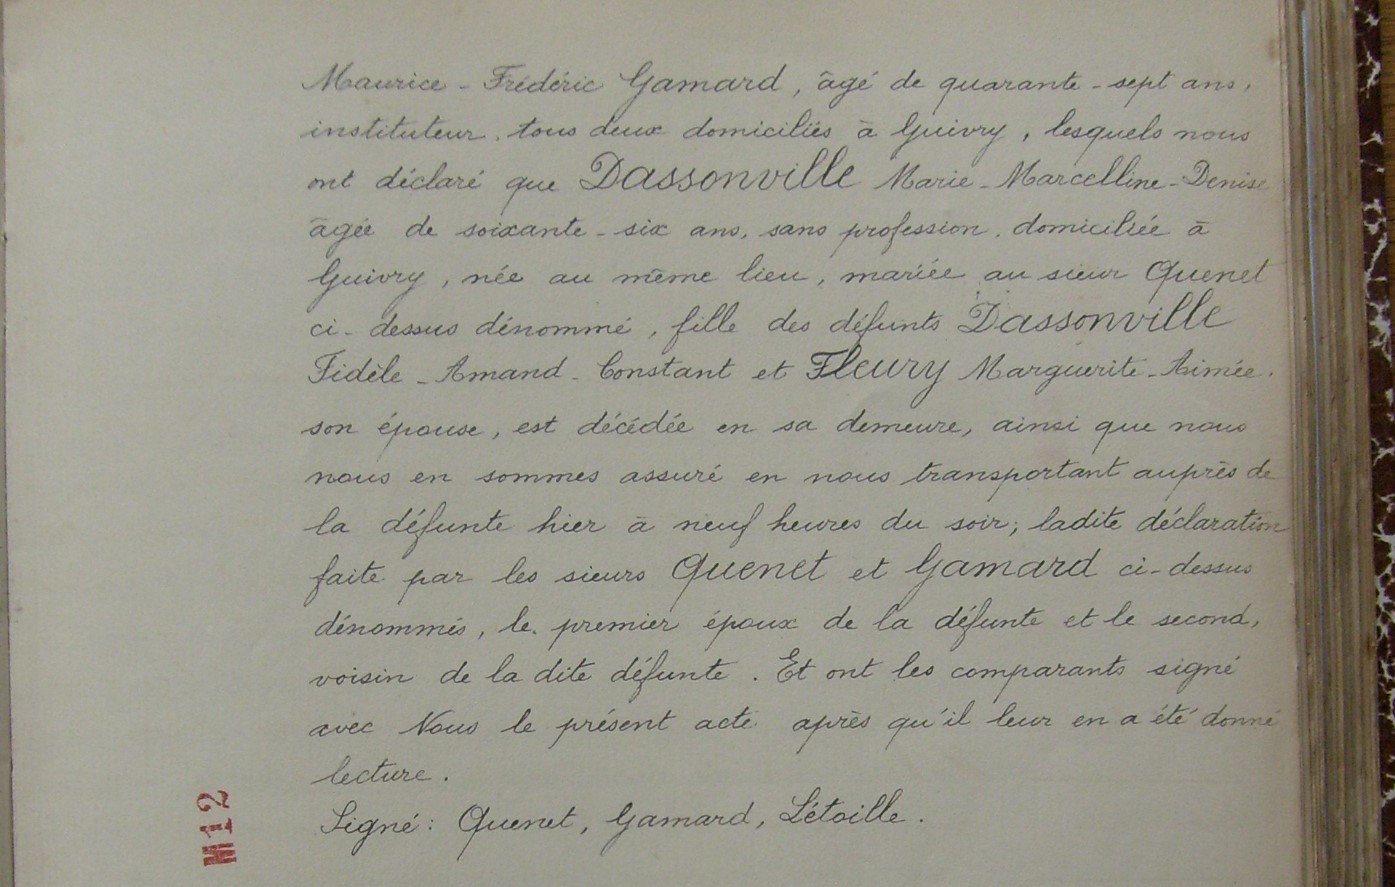 Maurice - Frédéric Gamard, âgé de quarante - sept ans,
instituteur. tous deux domiciliés à Guivry, lesquels nous
ont déclaré que Dassonville Marie - Marcelline - Denise
âgée de soixante - six ans, sans profession, domiciliée à
Guivry, née au même lieu, mariée au sieur Quenet
ci-dessus dénommé, fille des défunts Dassonville
Fidèle - Amand - Constant et Fleury Marguerite - Aimée.
son épouse, est décédée en sa demeure, ainsi que nous
nous en sommes assuré en nous transportant auprès de
la défunte hier à neuf heures du soir; ladite déclaration
faite par les sieurs Quenet et Gamard ci-dessus
dénommés, le premier époux de la défunte et le second,
voisin de la dite défunte. Et ont les comparants signé
avec Nous le présent acte après qu'il leur en a été donné
lecture.
Signé : Quenet, Gamard, Létoille.
M12